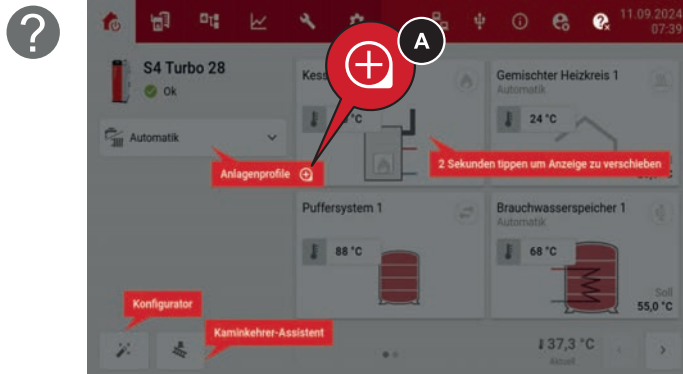 ?
A
11.09.2024
07:39
S4 Turbo 28
Ok
Automatik
Anlagenprofile
Kess
°C
Gemischter Heizkreis 1
Automatik
24 °C
2 Sekunden tippen um Anzeige zu verschieben
Puffersystem 1
88 °C
Brauchwasserspeicher 1
Automatik
68 °C
Soll
55,0 °C
Konfigurator
Kaminkehrer-Assistent
37,3 °C
Aktuell